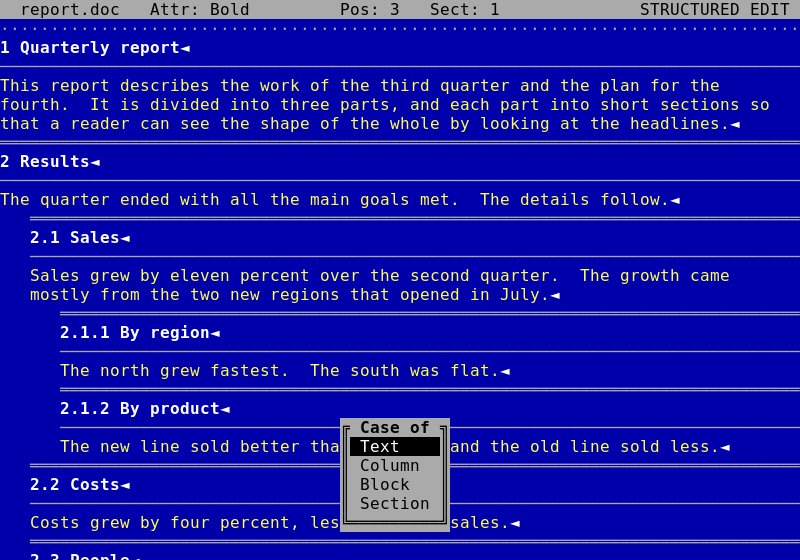 report.doc   Attr: Bold         Pos: 3   Sect: 1              STRUCTURED EDIT
1 Quarterly report◄
This report describes the work of the third quarter and the plan for the
fourth.  It is divided into three parts, and each part into short sections so
that a reader can see the shape of the whole by looking at the headlines.◄
2 Results◄
The quarter ended with all the main goals met.  The details follow.◄
2.1 Sales◄
Sales grew by eleven percent over the second quarter.  The growth came
mostly from the two new regions that opened in July.◄
2.1.1 By region◄
The north grew fastest.  The south was flat.◄
2.1.2 By product◄
The new line sold better and the old line sold less.◄
Case of
Text
Column
Block
Section
2.2 Costs◄
Costs grew by four percent, sales.◄
2.3 People◄